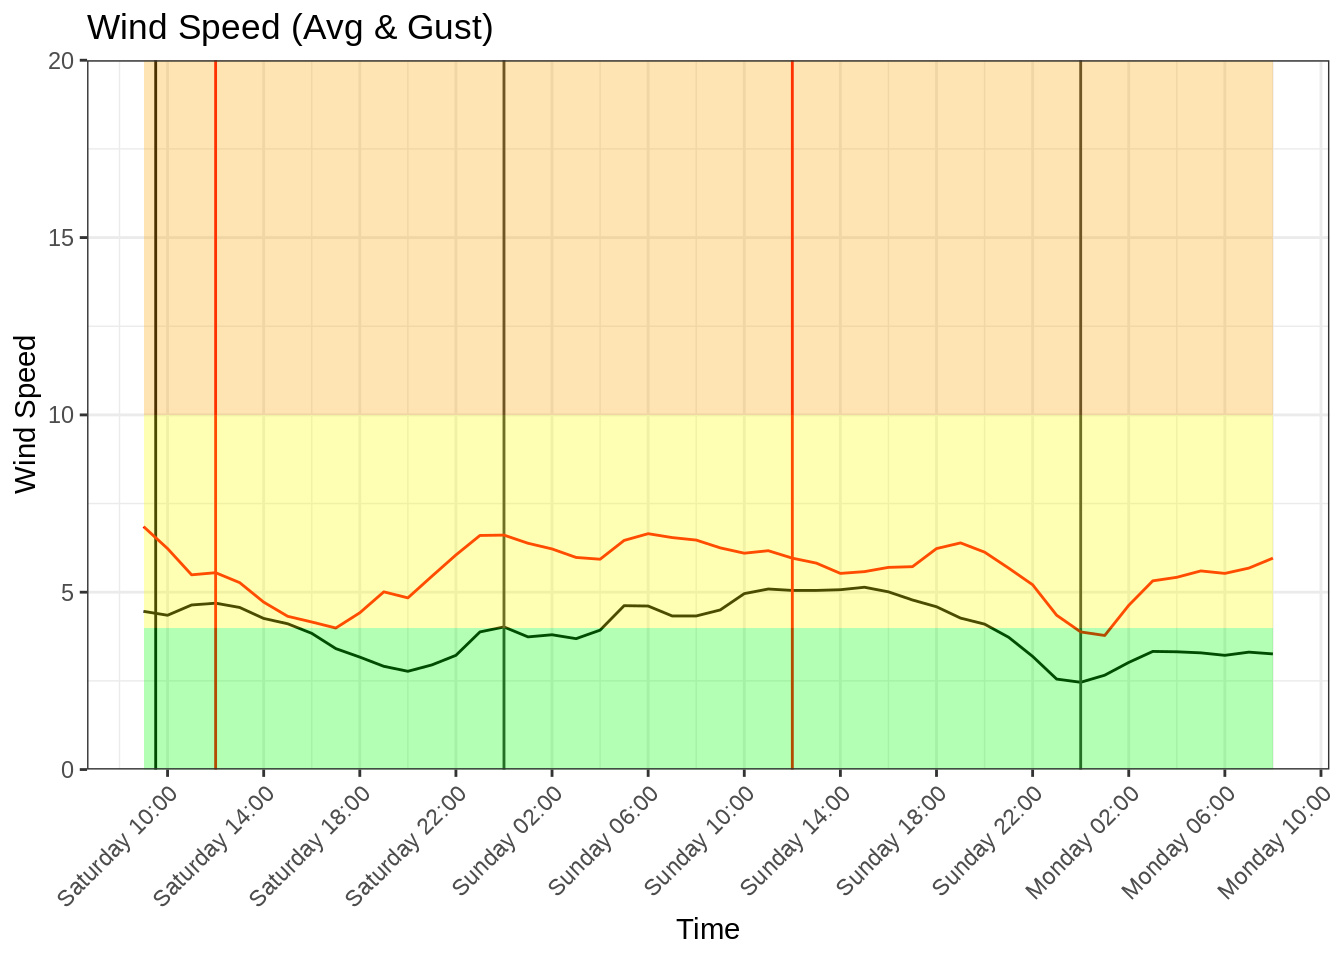 Wind Speed (Avg & Gust)
20
15
10
5
0
Wind Speed
Saturday 10:00
Saturday 14:00
Saturday 18:00
Saturday 22:00
Sunday 02:00
Sunday 06:00
Sunday 10:00
Sunday 14:00
Sunday 18:00
Sunday 22:00
Monday 02:00
Monday 06:00
Monday 10:00
Time